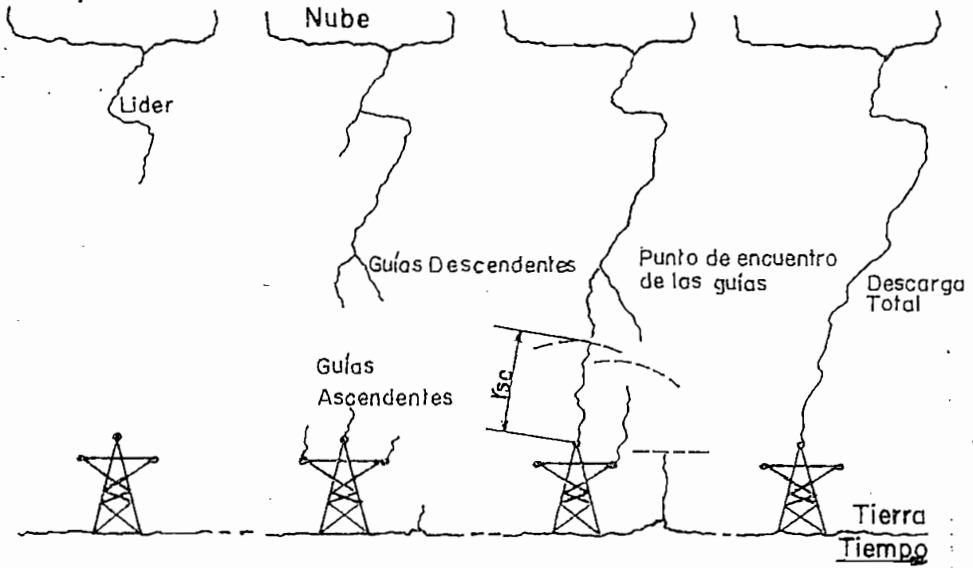 Nube
Lider
Guías Descendentes
Guías
Ascendentes
Punto de encuentro
de las guías
rsc
Descarga
Total
Tierra
Tiempo